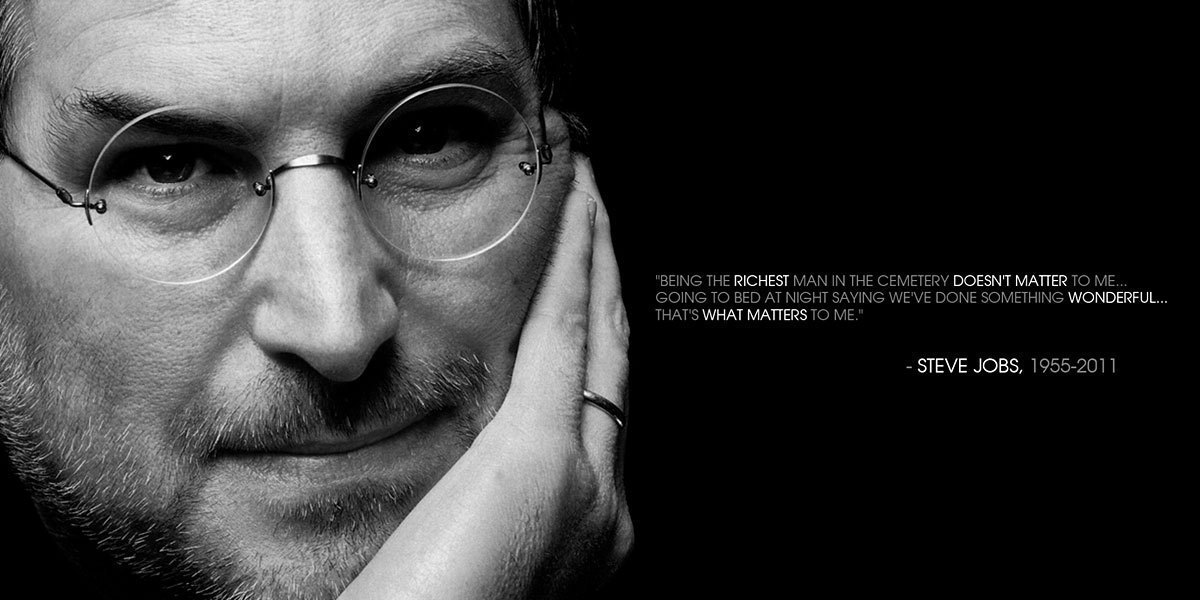 "BEING THE RICHEST MAN IN THE CEMETERY DOESN'T MATTER TO ME...
GOING TO BED AT NIGHT SAYING WE'VE DONE SOMETHING WONDERFUL...
THAT'S WHAT MATTERS TO ME."
- STEVE JOBS, 1955-2011